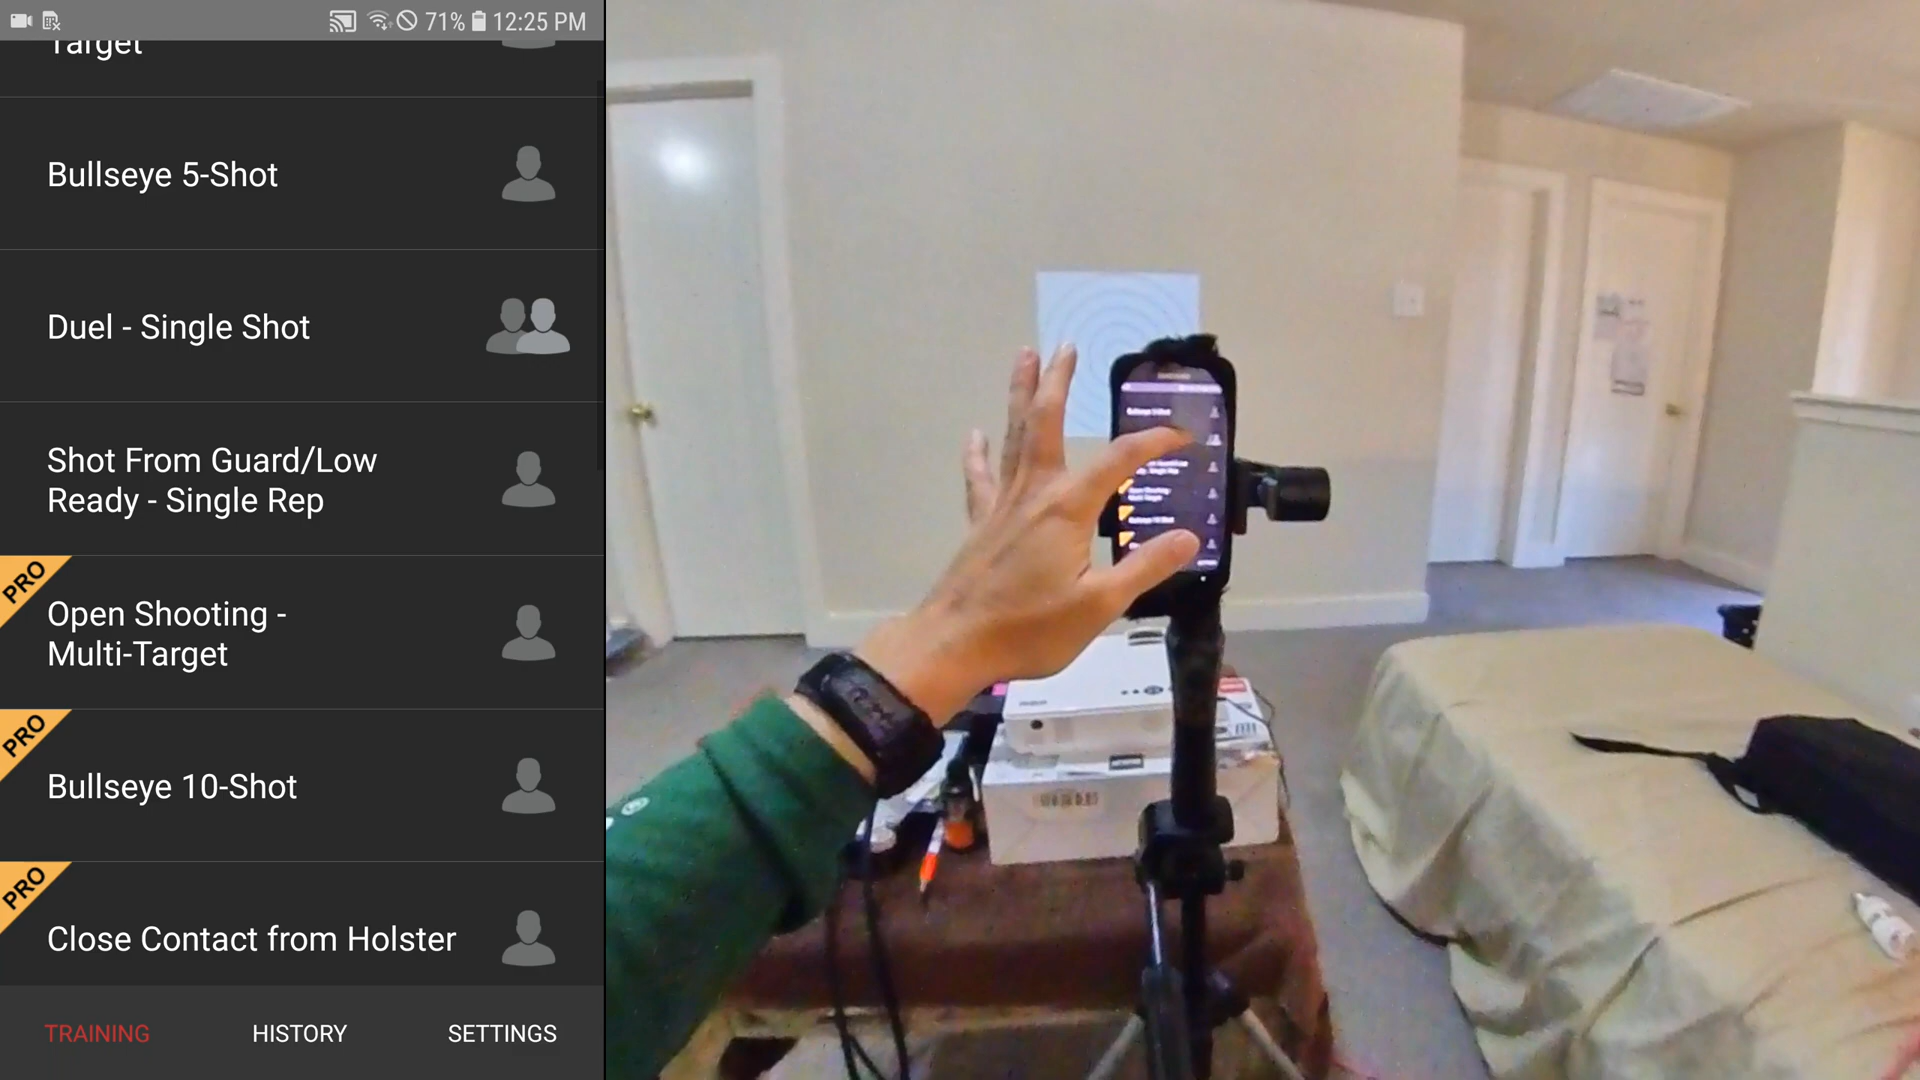 71% 12:25 PM
Target
Bullseye 5-Shot
Duel - Single Shot
Shot From Guard/Low
Ready - Single Rep
PRO
Open Shooting -
Multi-Target
PRO
Bullseye 10-Shot
PRO
Close Contact from Holster
TRAINING HISTORY SETTINGS